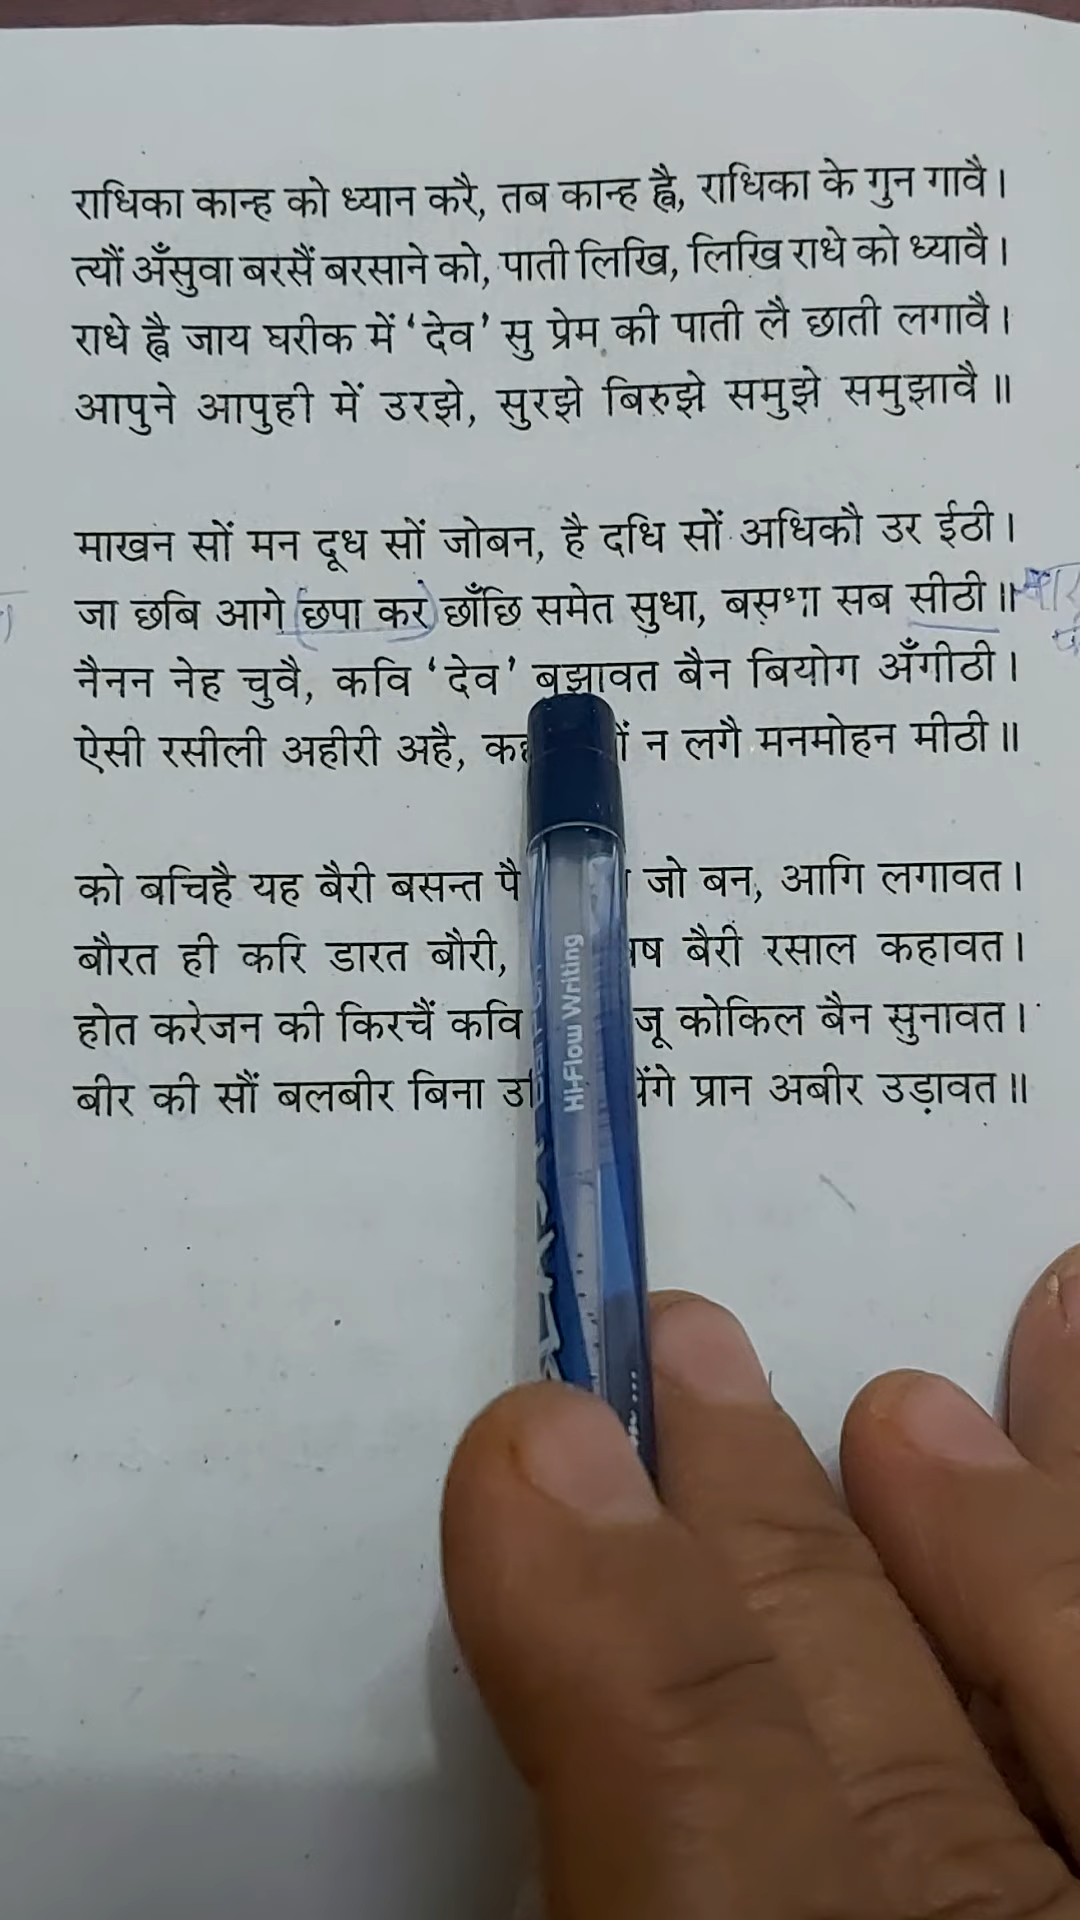 राधिका कान्ह को ध्यान करै, तब कान्ह ह्वै, राधिका के गुन गावै।
त्यौं अँसुवा बरसैं बरसाने को, पाती लिखि, लिखि राधे को ध्यावै।
राधे ह्वै जाय घरीक में ‘देव’ सु प्रेम की पाती लै छाती लगावै।
आपुने आपुही में उरझे, सुरझे बिरुझे समुझे समुझावै॥
माखन सों मन दूध सों जोबन, है दधि सों अधिकौ उर ईठी।
जा छबि आगे छपा कर छाँछि समेत सुधा, बसुधा सब सीठी॥
नैनन नेह चुवै, कवि ‘देव’ बुझावत बैन बियोग अँगीठी।
ऐसी रसीली अहीरी अहै, न लगै मनमोहन मीठी॥
को बचिहै यह बैरी बसन्त पै जो बन, आगि लगावत।
बौरत ही करि डारत बौरी, बैरी रसाल कहावत।
होत करेजन की किरचैं कवि जू कोकिल बैन सुनावत।
बीर की सौं बलबीर बिना प्रान अबीर उड़ावत॥
Hi-Flow Writing